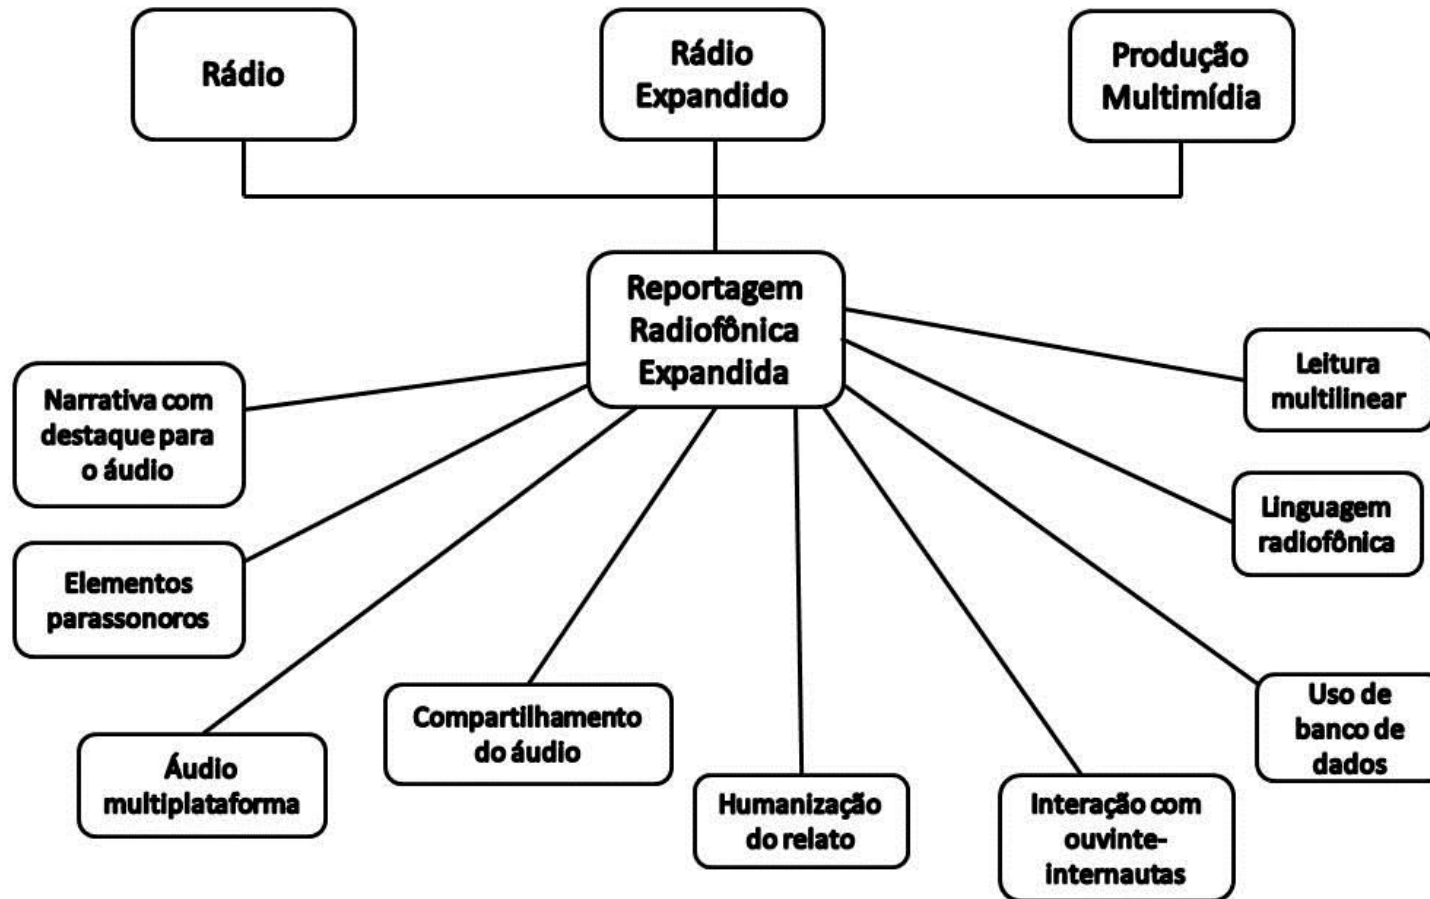 Rádio
Rádio
Expandido
Produção
Multimídia
Reportagem
Radiofônica
Expandida
Narrativa com
destaque para
o áudio
Elementos
parassonoros
Áudio
multiplataforma
Compartilhamento
do áudio
Humanização
do relato
Interação com
ouvinte-
internautas
Uso de
banco de
dados
Linguagem
radiofônica
Leitura
multilinear